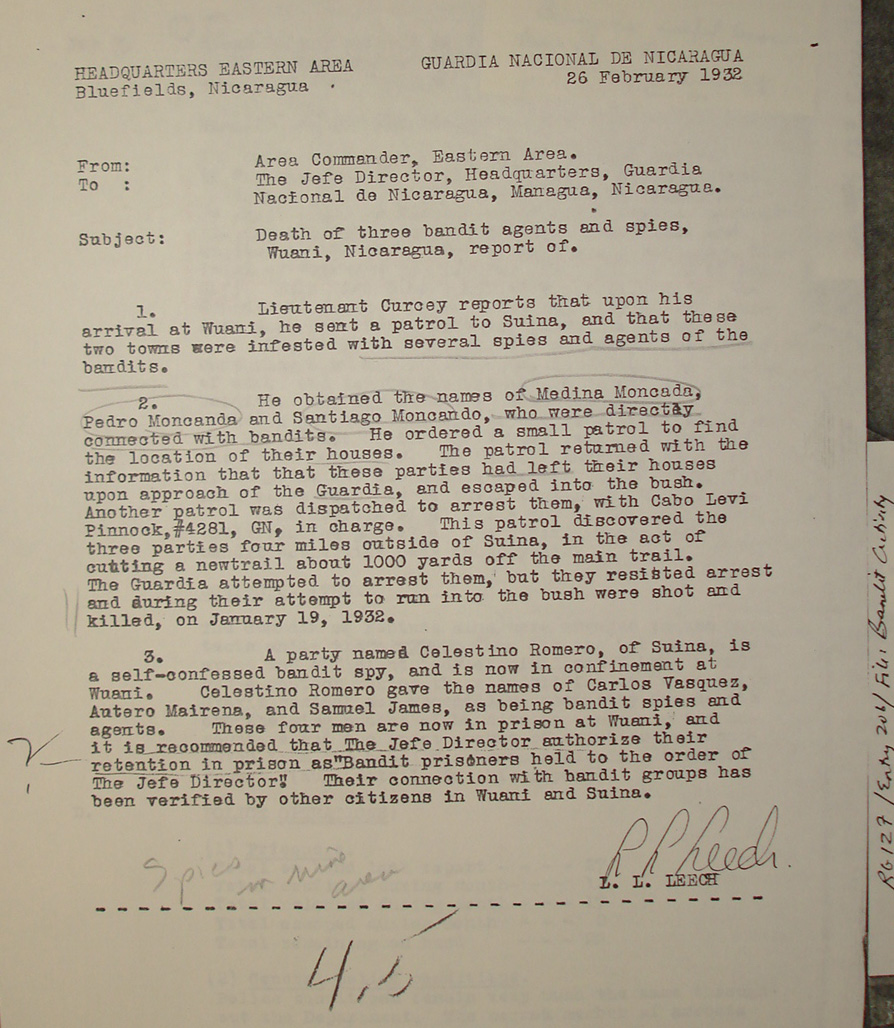 HEADQUARTERS EASTERN AREA
Bluefields, Nicaragua
GUARDIA NACIONAL DE NICARAGUA
26 February 1932
From: Area Commander, Eastern Area.
To : The Jefe Director, Headquarters, Guardia
Nacional de Nicaragua, Managua, Nicaragua.
Subject: Death of three bandit agents and spies,
Wuani, Nicaragua, report of.
1. Lieutenant Curcey reports that upon his
arrival at Wuani, he sent a patrol to Suina, and that these
two towns were infested with several spies and agents of the
bandits.
2. He obtained the names of Medina Moncada,
Pedro Moncanda and Santiago Moncando, who were directly
connected with bandits. He ordered a small patrol to find
the location of their houses. The patrol returned with the
information that that these parties had left their houses
upon approach of the Guardia, and escaped into the bush.
Another patrol was dispatched to arrest them, with Cabo Levi
Pinnock,#4281, GN, in charge. This patrol discovered the
three parties four miles outside of Suina, in the act of
cutting a newtrail about 1000 yards off the main trail.
The Guardia attempted to arrest them, but they resisted arrest
and during their attempt to run into the bush were shot and
killed, on January 19, 1932.
3. A party named Celestino Romero, of Suina, is
a self-confessed bandit spy, and is now in confinement at
Wuani. Celestino Romero gave the names of Carlos Vasquez,
Autero Mairena, and Samuel James, as being bandit spies and
agents. These four men are now in prison at Wuani, and
it is recommended that The Jefe Director authorize their
retention in prison as"Bandit prisoners held to the order of
The Jefe Director". Their connection with bandit groups has
been verified by other citizens in Wuani and Suina.
L. L. LEECH
Spies
in mine
area
4.5
RG 127 / Entry 206 / File: Bandit Activity